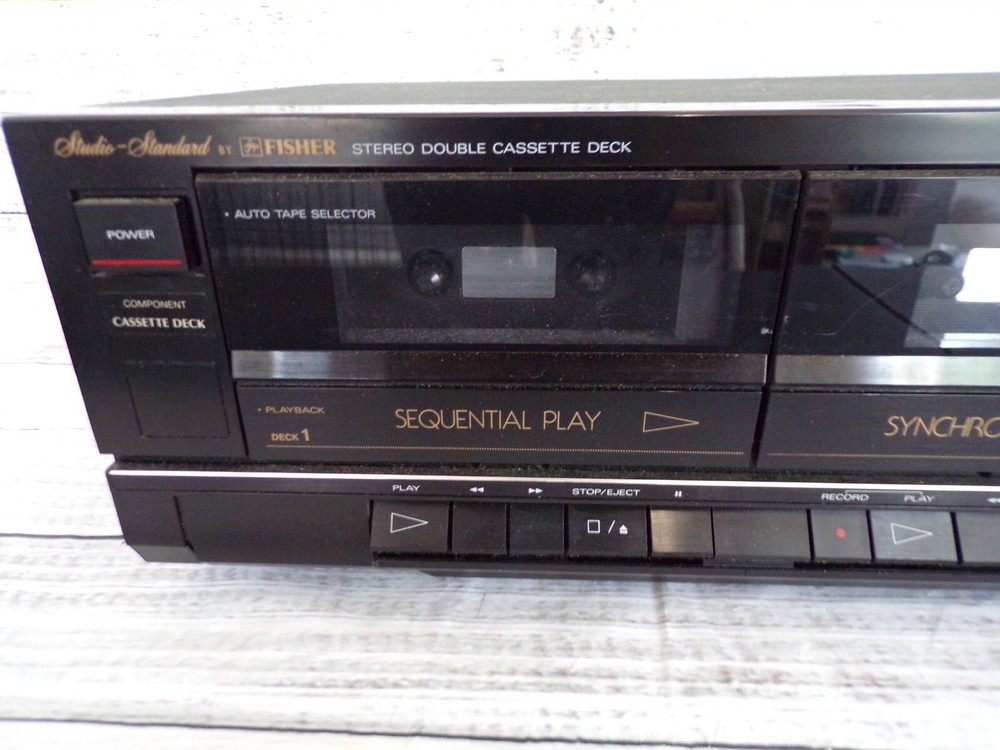 Studio-Standard BY FISHER STEREO DOUBLE CASSETTE DECK
POWER
• AUTO TAPE SELECTOR
COMPONENT
CASSETTE DECK
• PLAYBACK
DECK 1
SEQUENTIAL PLAY
SYNCHRO
PLAY ◀◀ ▶▶ STOP/EJECT ⏸ RECORD PLAY ◀◀